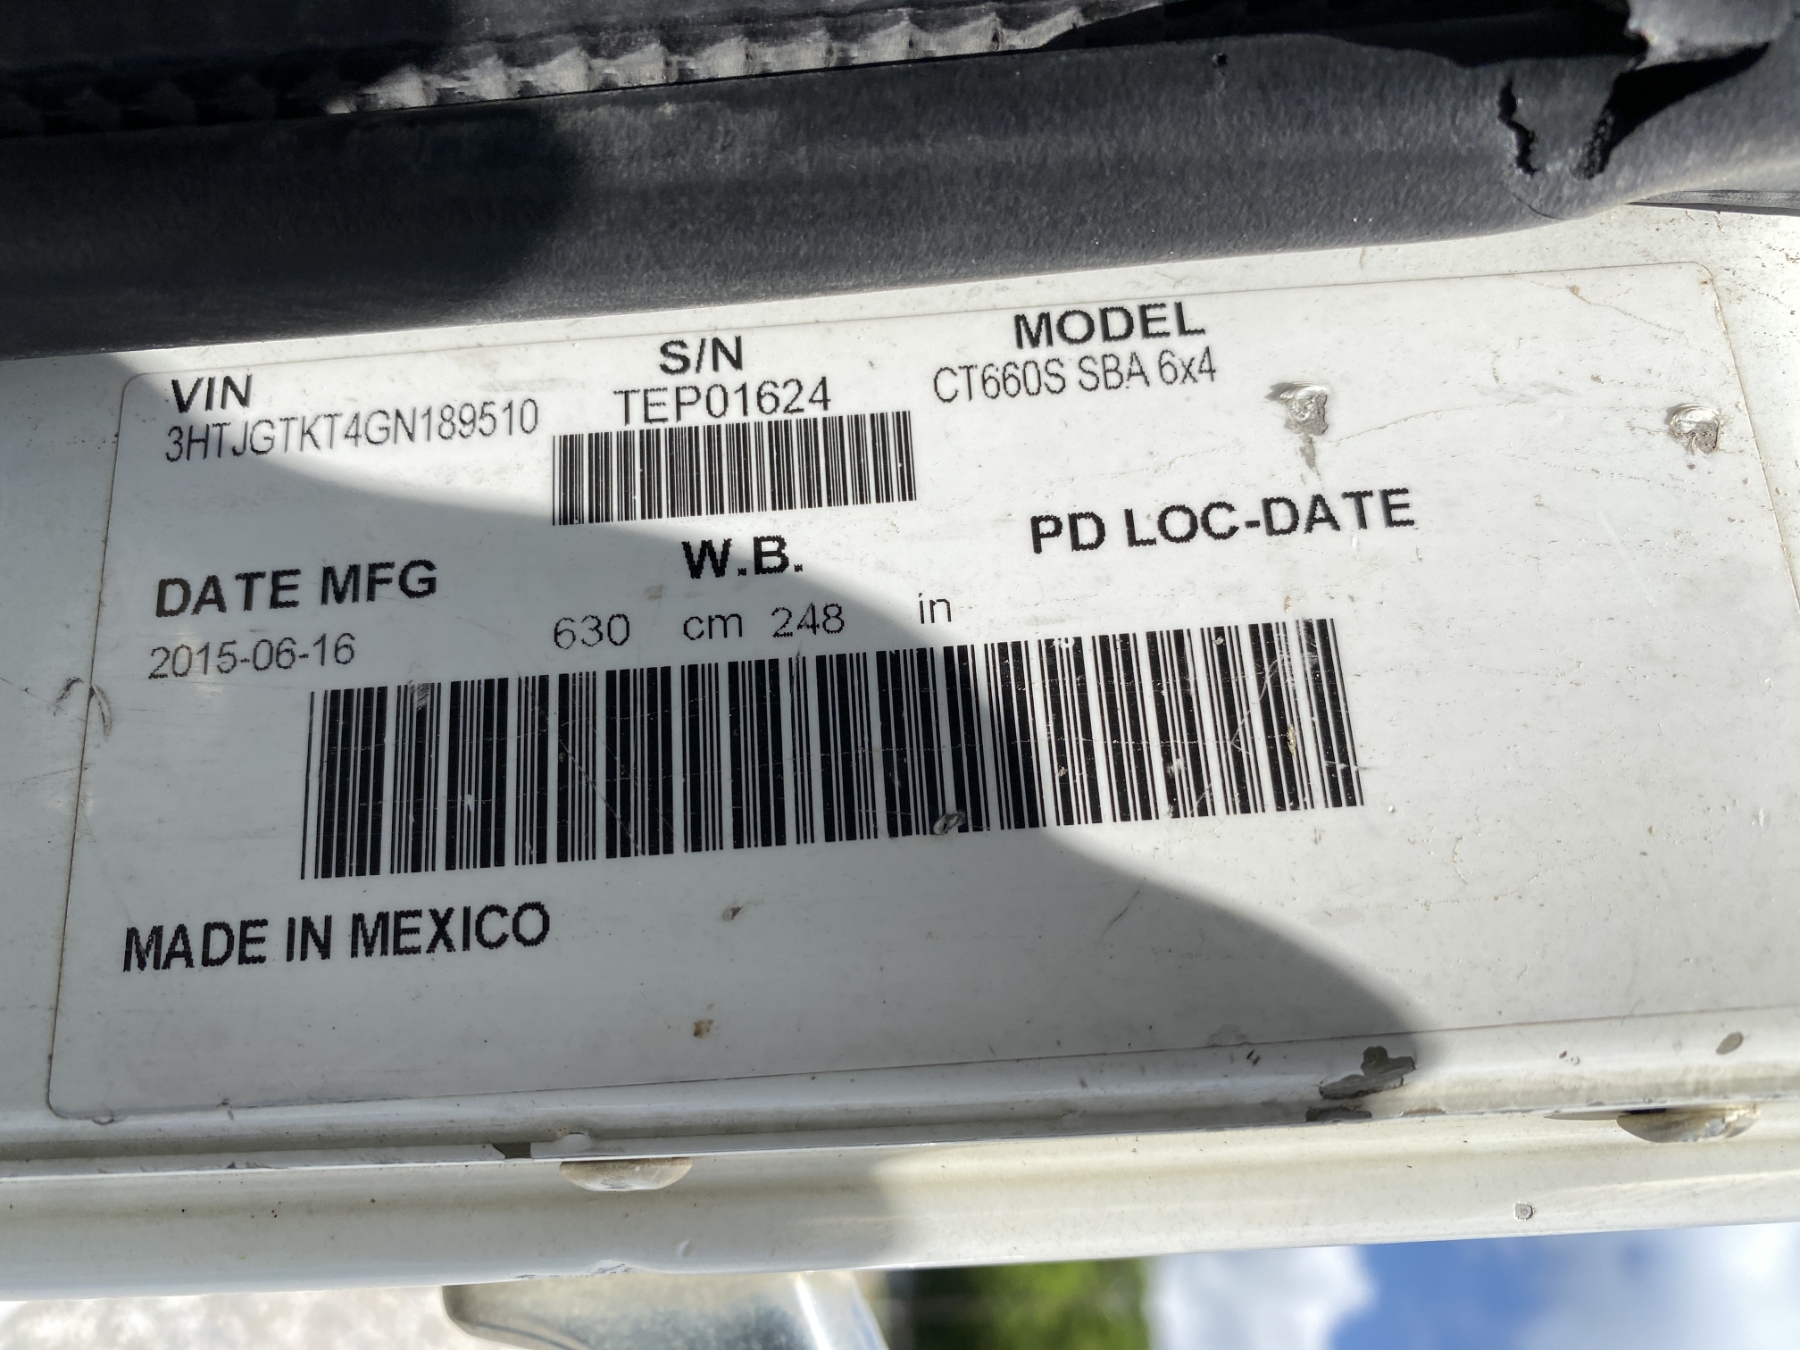 VIN S/N MODEL
3HTJGTKT4GN189510 TEP01624 CT660S SBA 6x4
DATE MFG W.B. PD LOC-DATE
2015-06-16 630 cm 248 in
MADE IN MEXICO